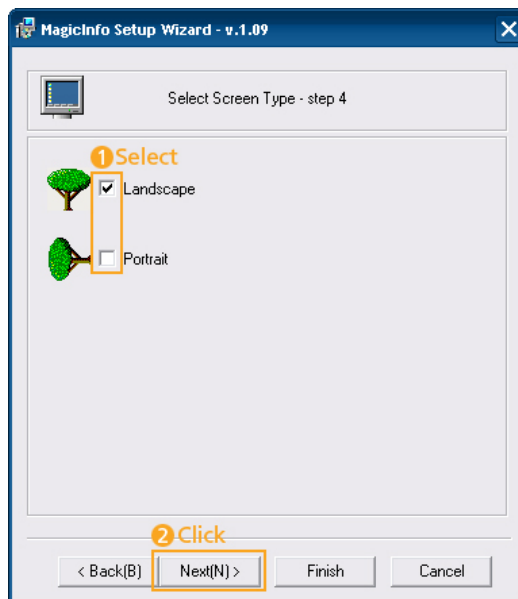 MagicInfo Setup Wizard - v.1.09
Select Screen Type - step 4
1 Select
Landscape
Portrait
2 Click
< Back(B) Next(N) > Finish Cancel